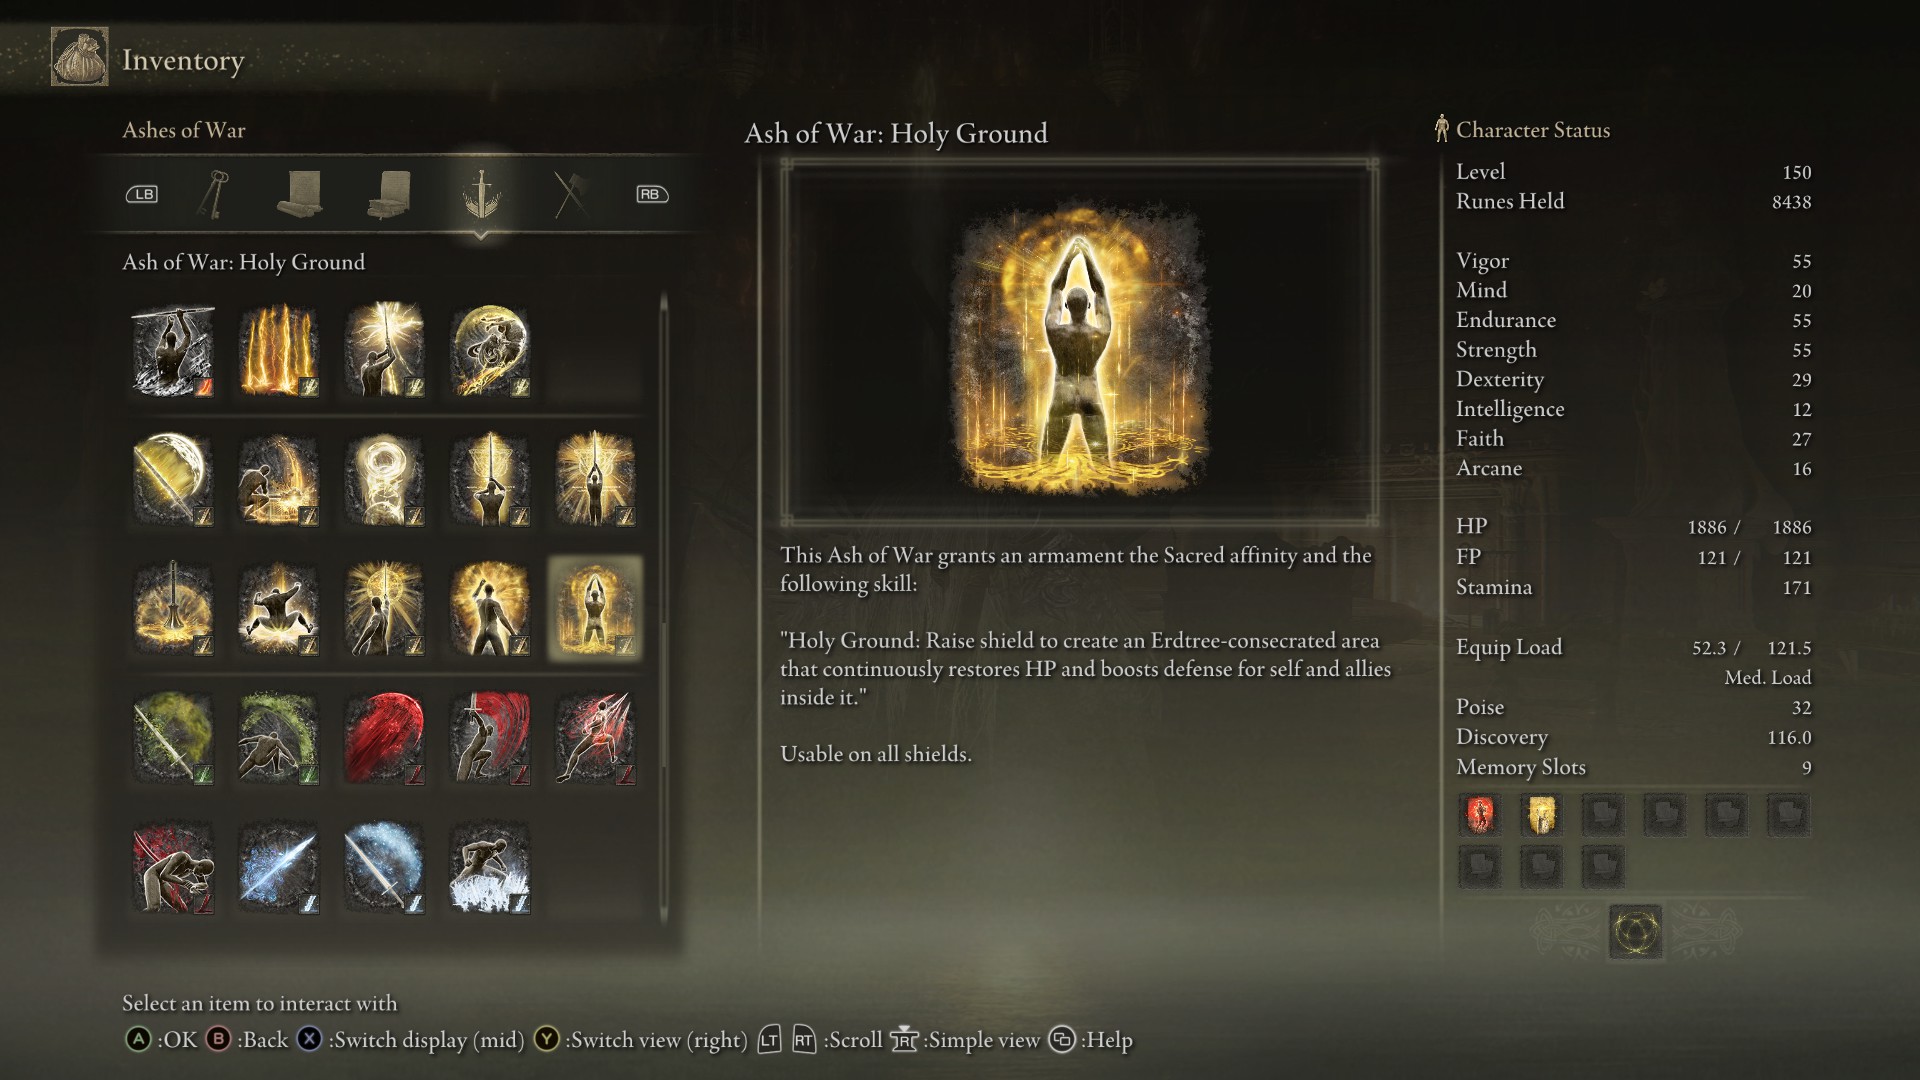 Inventory
Ashes of War
LB
RB
Ash of War: Holy Ground
Ash of War: Holy Ground
This Ash of War grants an armament the Sacred affinity and the
following skill:
"Holy Ground: Raise shield to create an Erdtree-consecrated area
that continuously restores HP and boosts defense for self and allies
inside it."
Usable on all shields.
Character Status
Level 150
Runes Held 8438
Vigor 55
Mind 20
Endurance 55
Strength 55
Dexterity 29
Intelligence 12
Faith 27
Arcane 16
HP 1886 / 1886
FP 121 / 121
Stamina 171
Equip Load 52.3 / 121.5
Med. Load
Poise 32
Discovery 116.0
Memory Slots 9
Select an item to interact with
A :OK B :Back X :Switch display (mid) Y :Switch view (right) LT RT :Scroll R :Simple view :Help